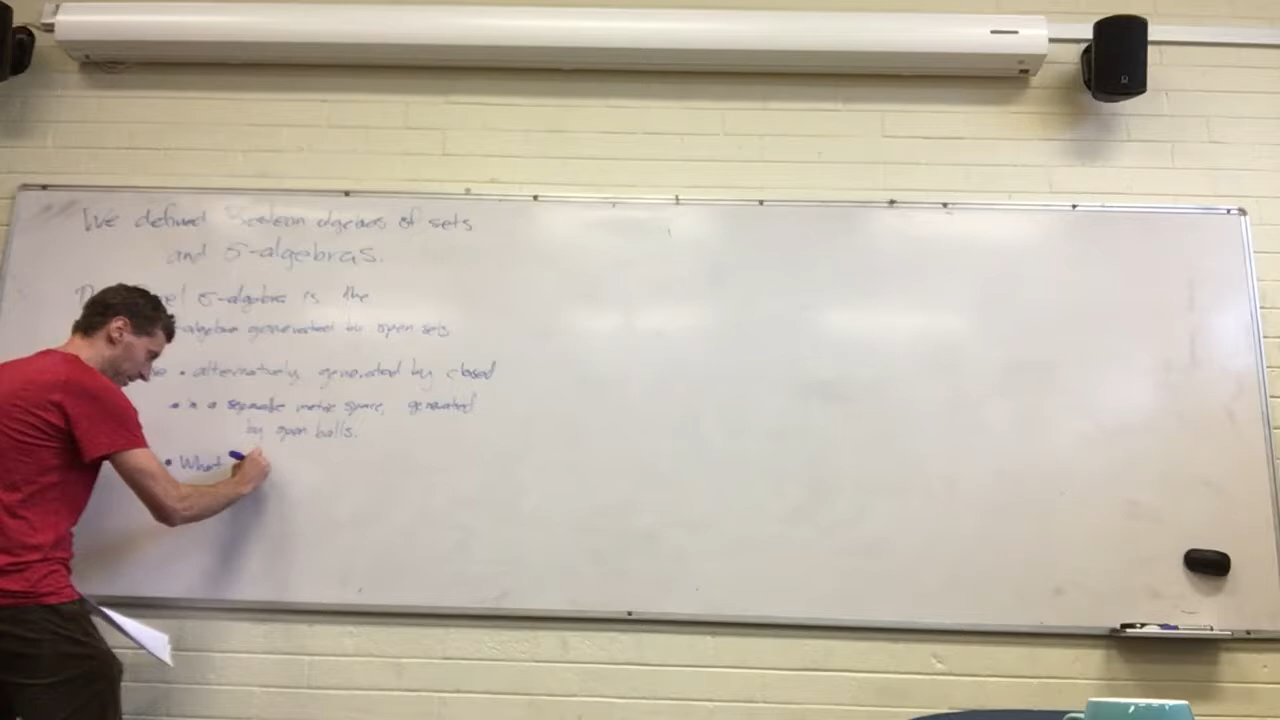 We defined Boolean algebras of sets
and σ-algebras.
σ-algebra is the
algebra generated by open sets
• alternatively generated by closed
• in a separable metric space, generated
by open balls.
• What